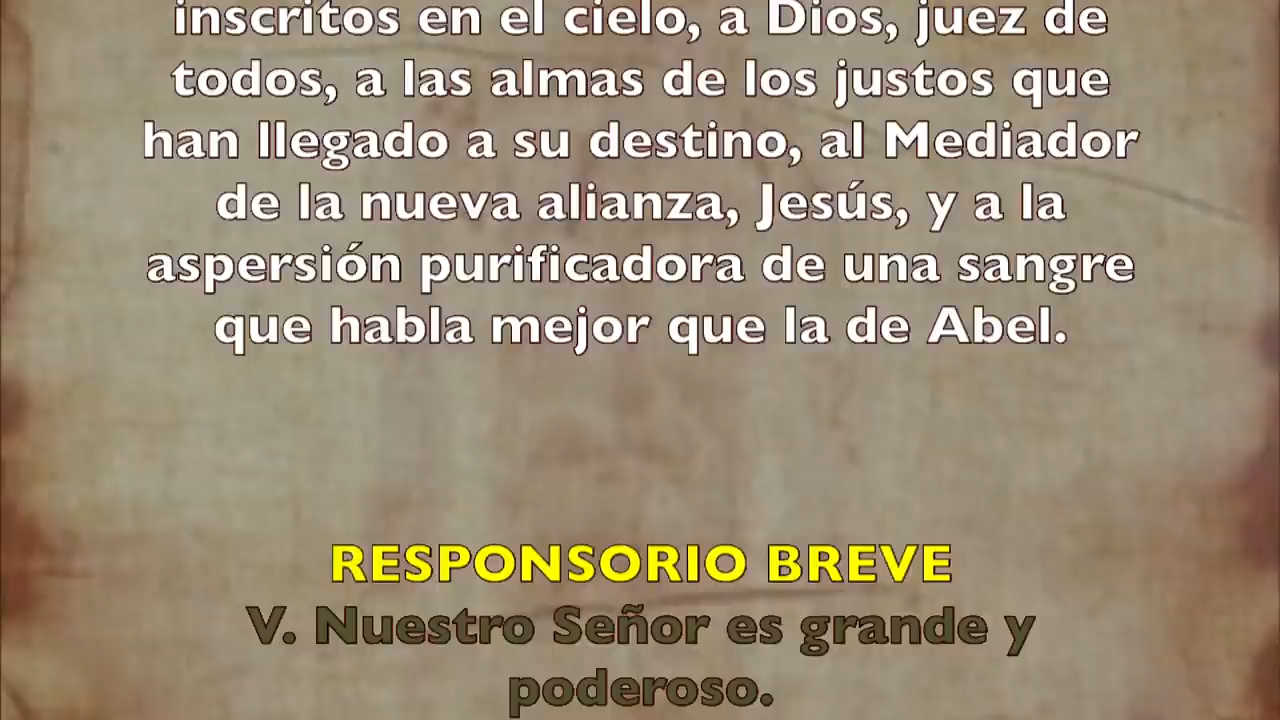 inscritos en el cielo, a Dios, juez de
todos, a las almas de los justos que
han llegado a su destino, al Mediador
de la nueva alianza, Jesús, y a la
aspersión purificadora de una sangre
que habla mejor que la de Abel.
RESPONSORIO BREVE
V. Nuestro Señor es grande y
poderoso.